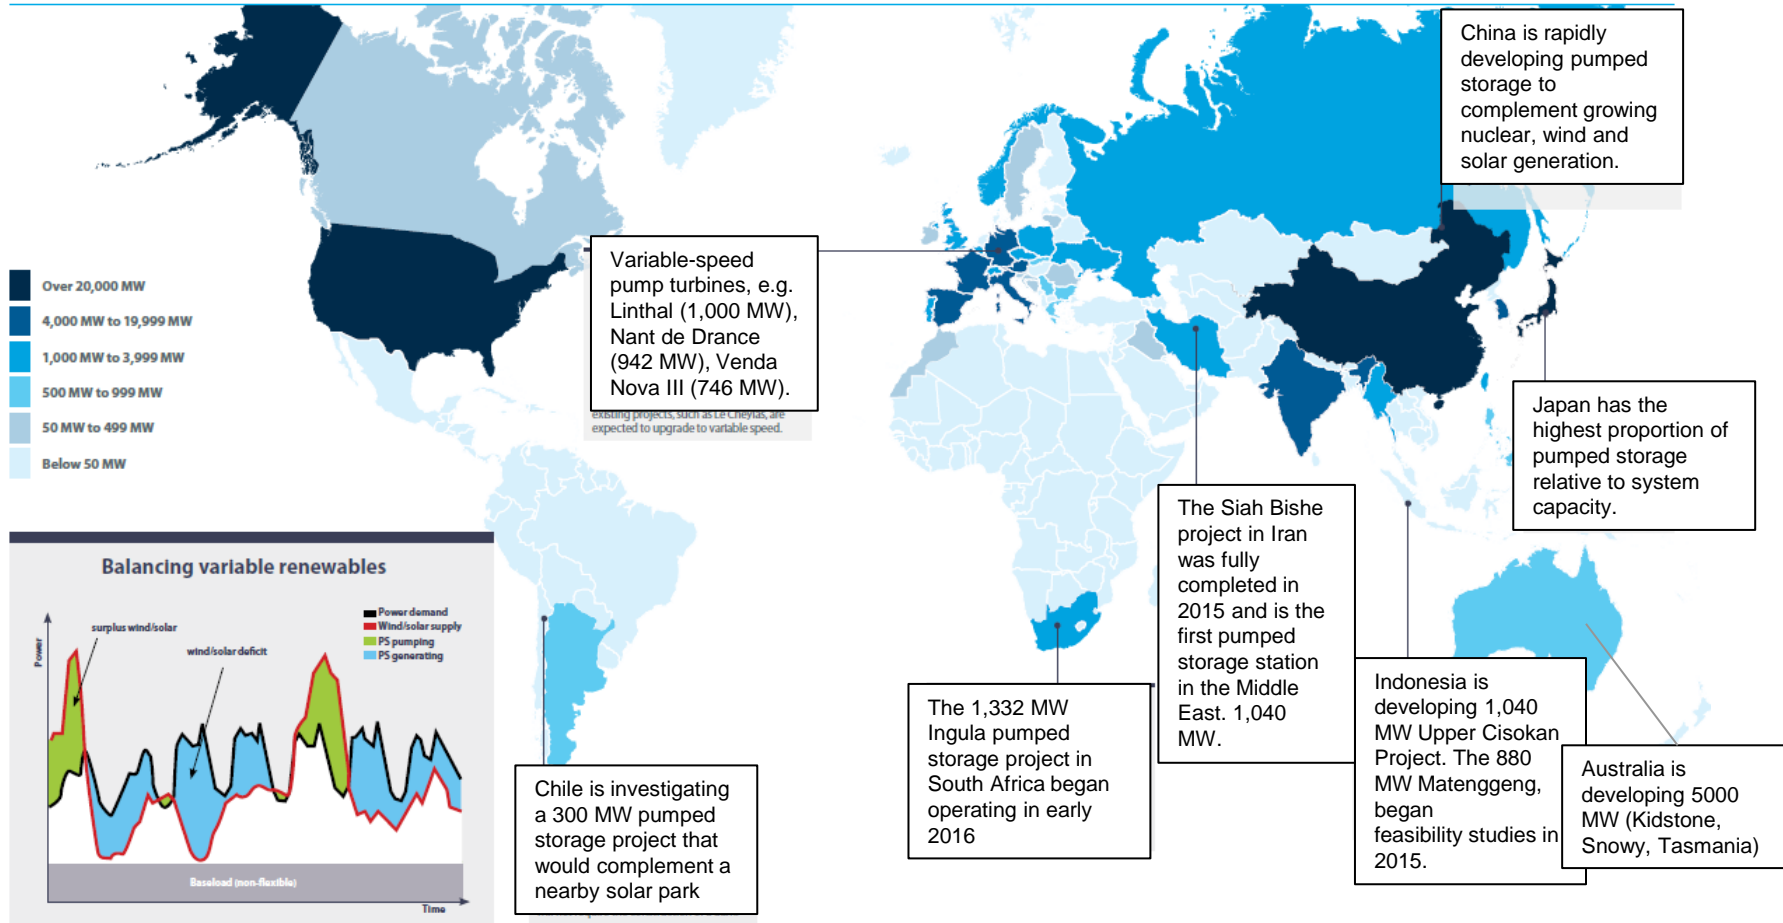 China is rapidly
developing pumped
storage to
complement growing
nuclear, wind and
solar generation.
Variable-speed
pump turbines, e.g.
Linthal (1,000 MW),
Nant de Drance
(942 MW), Venda
Nova III (746 MW).
existing projects, such as Le Cheylas, are
expected to upgrade to variable speed.
Over 20,000 MW
4,000 MW to 19,999 MW
1,000 MW to 3,999 MW
500 MW to 999 MW
50 MW to 499 MW
Below 50 MW
Japan has the
highest proportion of
pumped storage
relative to system
capacity.
The Siah Bishe
project in Iran
was fully
completed in
2015 and is the
first pumped
storage station
in the Middle
East. 1,040
MW.
Balancing variable renewables
Power demand
Wind/solar supply
PS pumping
PS generating
surplus wind/solar
wind/solar deficit
Power
Baseload (non-flexible)
Time
Chile is investigating
a 300 MW pumped
storage project that
would complement a
nearby solar park
The 1,332 MW
Ingula pumped
storage project in
South Africa began
operating in early
2016
Indonesia is
developing 1,040
MW Upper Cisokan
Project. The 880
MW Matenggeng,
began
feasibility studies in
2015.
Australia is
developing 5000
MW (Kidstone,
Snowy, Tasmania)